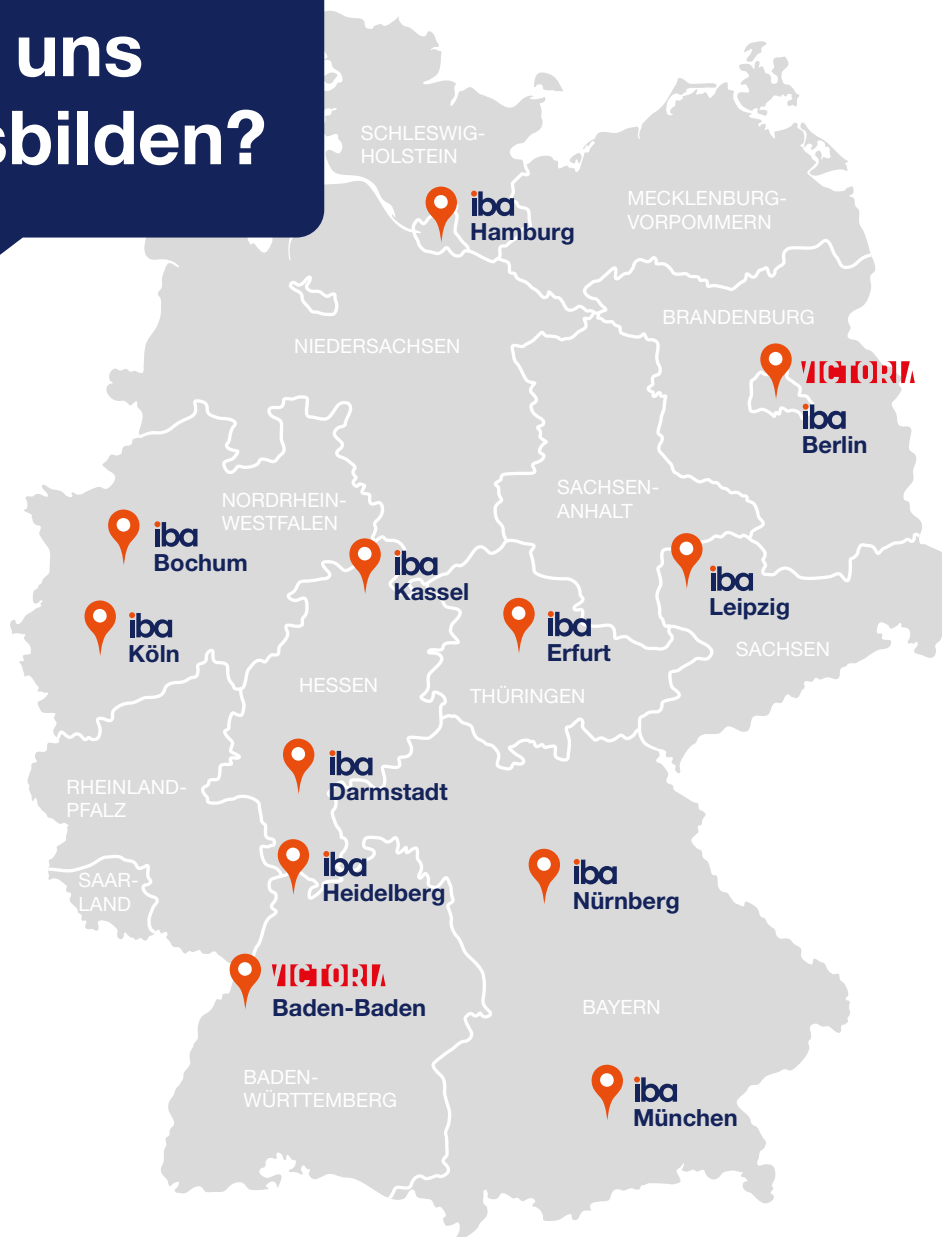 uns
sbilden?
SCHLESWIG-
HOLSTEIN
MECKLENBURG-
VORPOMMERN
iba
Hamburg
BRANDENBURG
NIEDERSACHSEN
VICTORIA
iba
Berlin
SACHSEN-
ANHALT
NORDRHEIN-
WESTFALEN
iba
Bochum
iba
Kassel
iba
Leipzig
iba
Köln
iba
Erfurt
SACHSEN
HESSEN
THÜRINGEN
iba
Darmstadt
RHEINLAND-
PFALZ
iba
Heidelberg
iba
Nürnberg
SAAR-
LAND
VICTORIA
Baden-Baden
BAYERN
BADEN-
WÜRTTEMBERG
iba
München